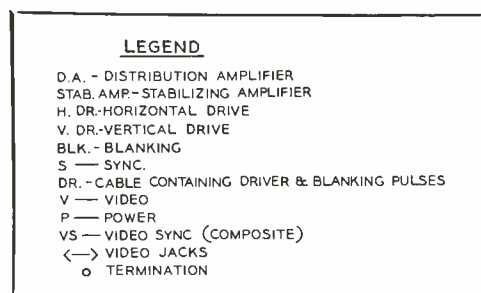 LEGEND
D.A. - DISTRIBUTION AMPLIFIER
STAB. AMP.- STABILIZING AMPLIFIER
H. DR.-HORIZONTAL DRIVE
V. DR.-VERTICAL DRIVE
BLK. - BLANKING
S — SYNC.
DR. - CABLE CONTAINING DRIVER & BLANKING PULSES
V — VIDEO
P — POWER
VS — VIDEO SYNC (COMPOSITE)
<—> VIDEO JACKS
o TERMINATION